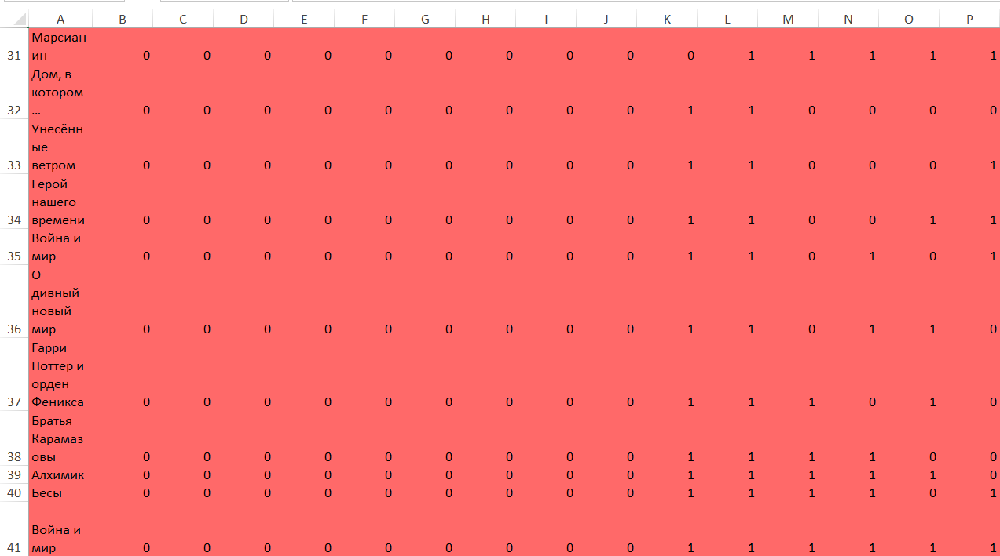 A B C D E F G H I J K L M N O P
Марсиан
31 ин 0 0 0 0 0 0 0 0 0 0 1 1 1 1 1
Дом, в
котором
32 ... 0 0 0 0 0 0 0 0 0 1 1 0 0 0 0
Унесённ
ые
33 ветром 0 0 0 0 0 0 0 0 0 1 1 0 0 0 1
Герой
нашего
34 времени 0 0 0 0 0 0 0 0 0 1 1 0 0 1 1
Война и
35 мир 0 0 0 0 0 0 0 0 0 1 1 0 1 0 1
О
дивный
новый
36 мир 0 0 0 0 0 0 0 0 0 1 1 0 1 1 0
Гарри
Поттер и
орден
37 Феникса 0 0 0 0 0 0 0 0 0 1 1 1 0 1 0
Братья
Карамаз
38 овы 0 0 0 0 0 0 0 0 0 1 1 1 1 0 0
39 Алхимик 0 0 0 0 0 0 0 0 0 1 1 1 1 1 0
40 Бесы 0 0 0 0 0 0 0 0 0 1 1 1 1 0 1
Война и
41 мир 0 0 0 0 0 0 0 0 0 1 1 1 1 1 1